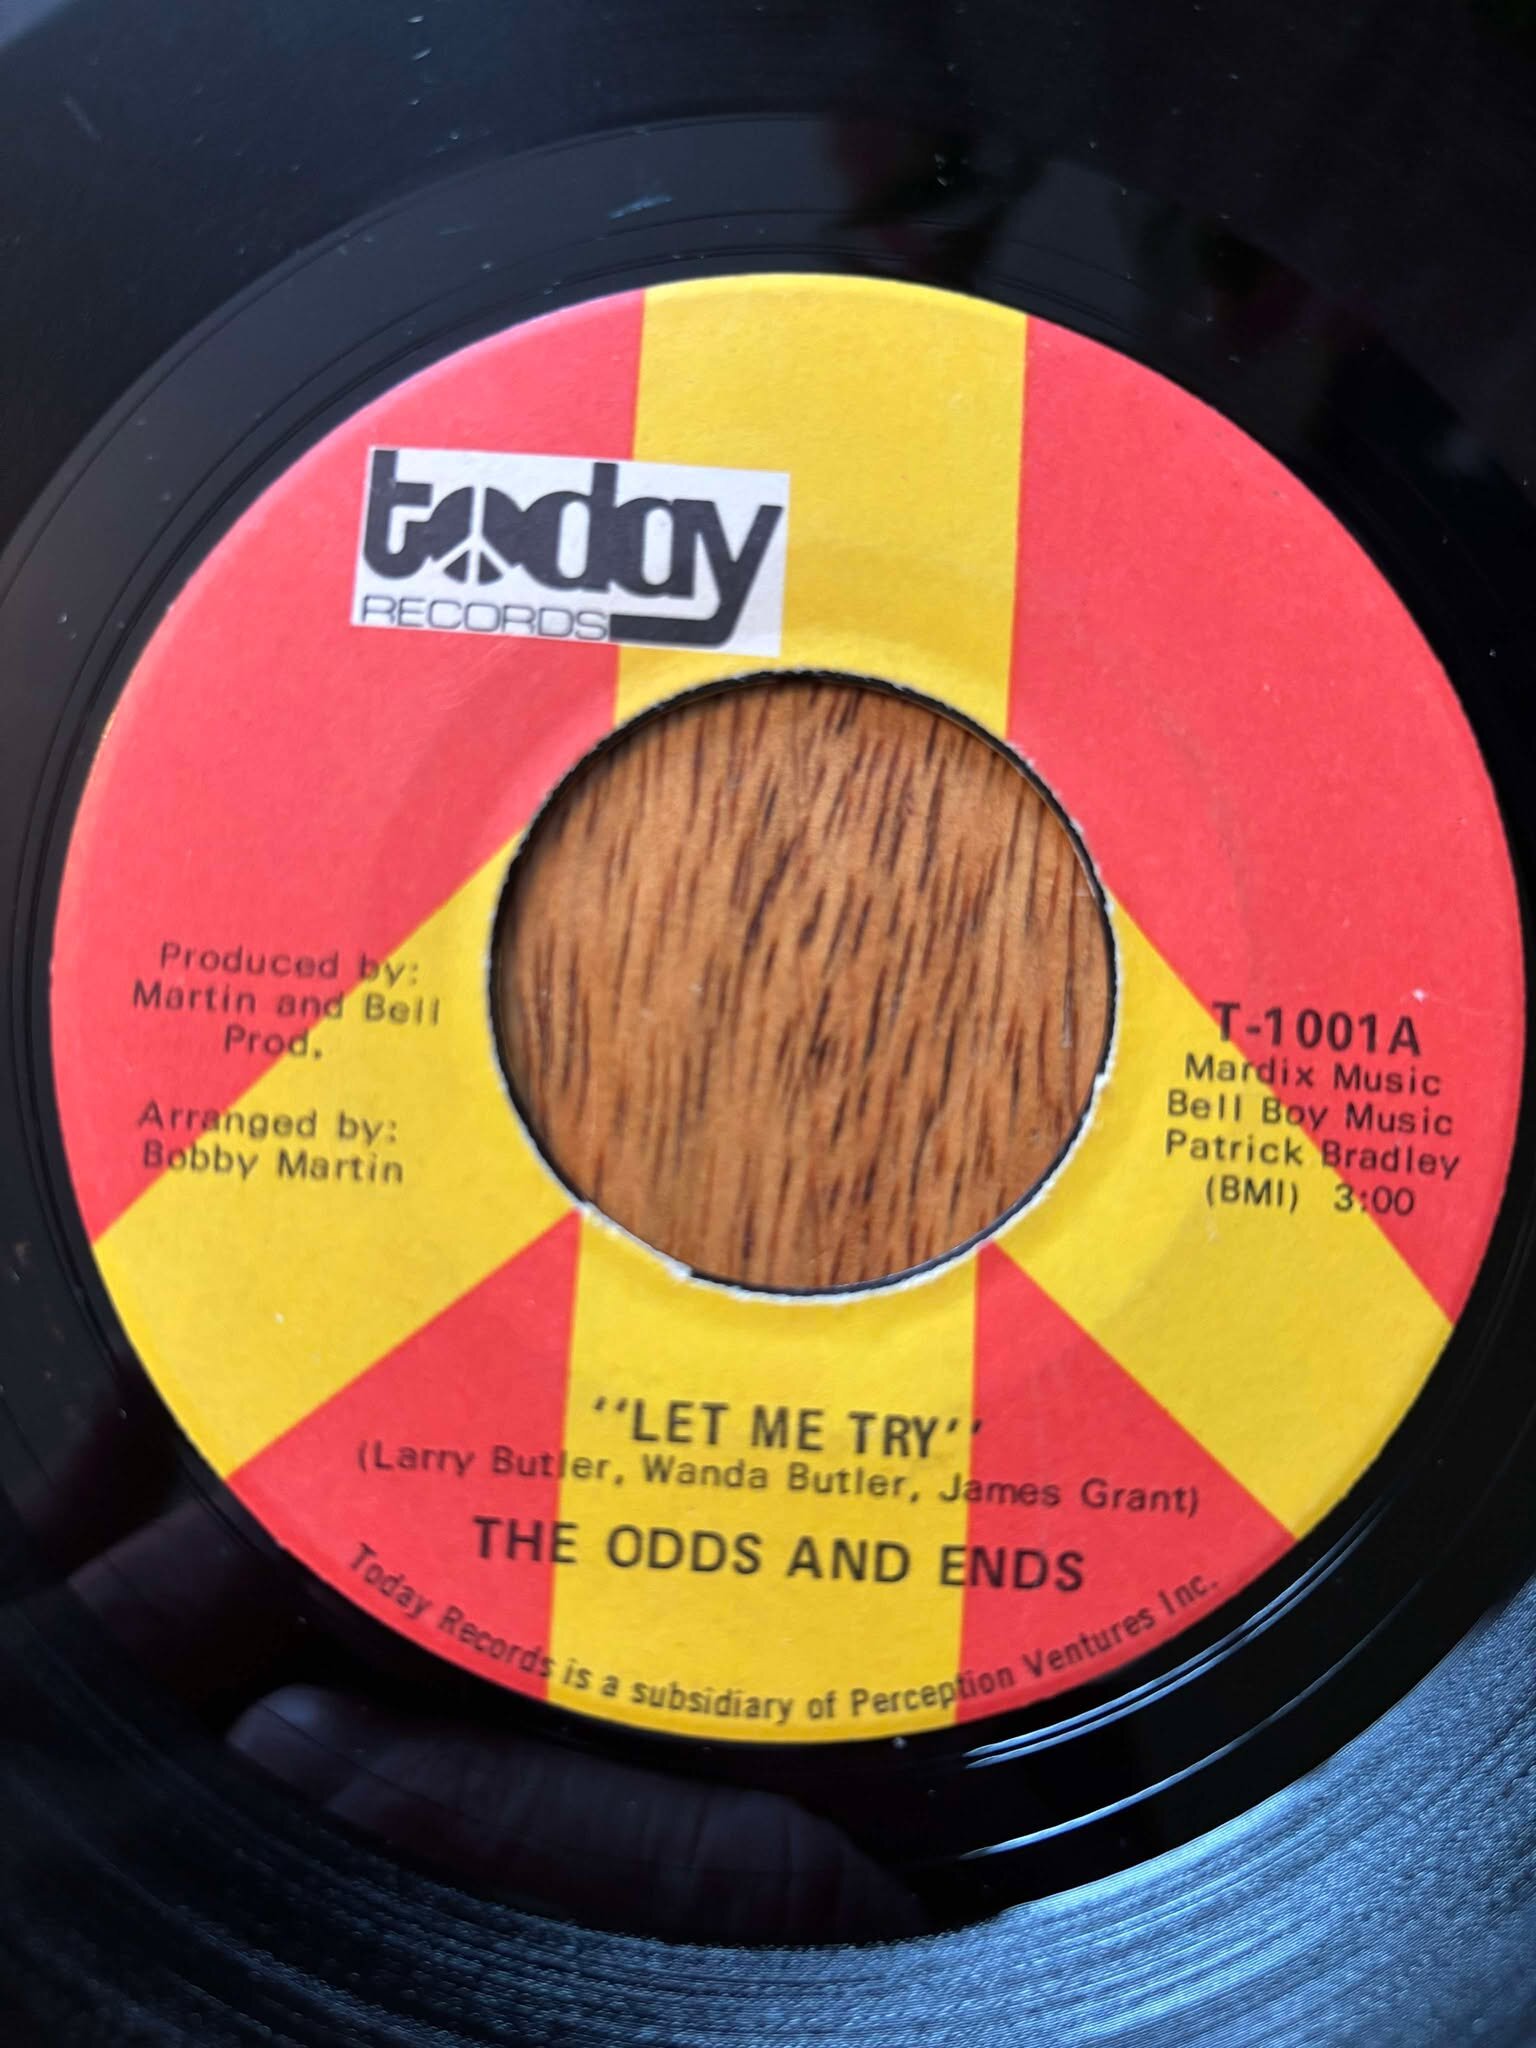 today
RECORDS
Produced by:
Martin and Bell
Prod.
Arranged by:
Bobby Martin
T-1001A
Mardix Music
Bell Boy Music
Patrick Bradley
(BMI) 3:00
"LET ME TRY"
(Larry Butler, Wanda Butler, James Grant)
THE ODDS AND ENDS
Today Records is a subsidiary of Perception Ventures Inc.